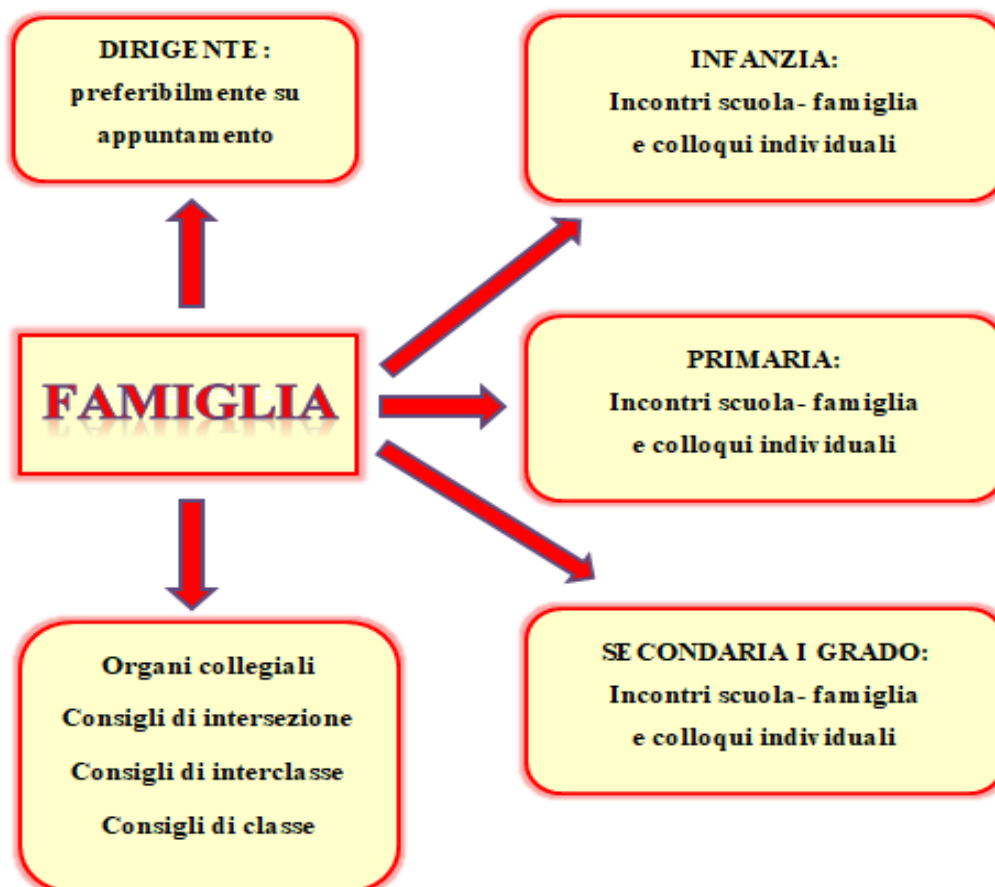 DIRIGENTE:
preferibilmente su
appuntamento
INFANZIA:
Incontri scuola- famiglia
e colloqui individuali
FAMIGLIA
PRIMARIA:
Incontri scuola- famiglia
e colloqui individuali
Organi collegiali
Consigli di intersezione
Consigli di interclasse
Consigli di classe
SECONDARIA I GRADO:
Incontri scuola- famiglia
e colloqui individuali